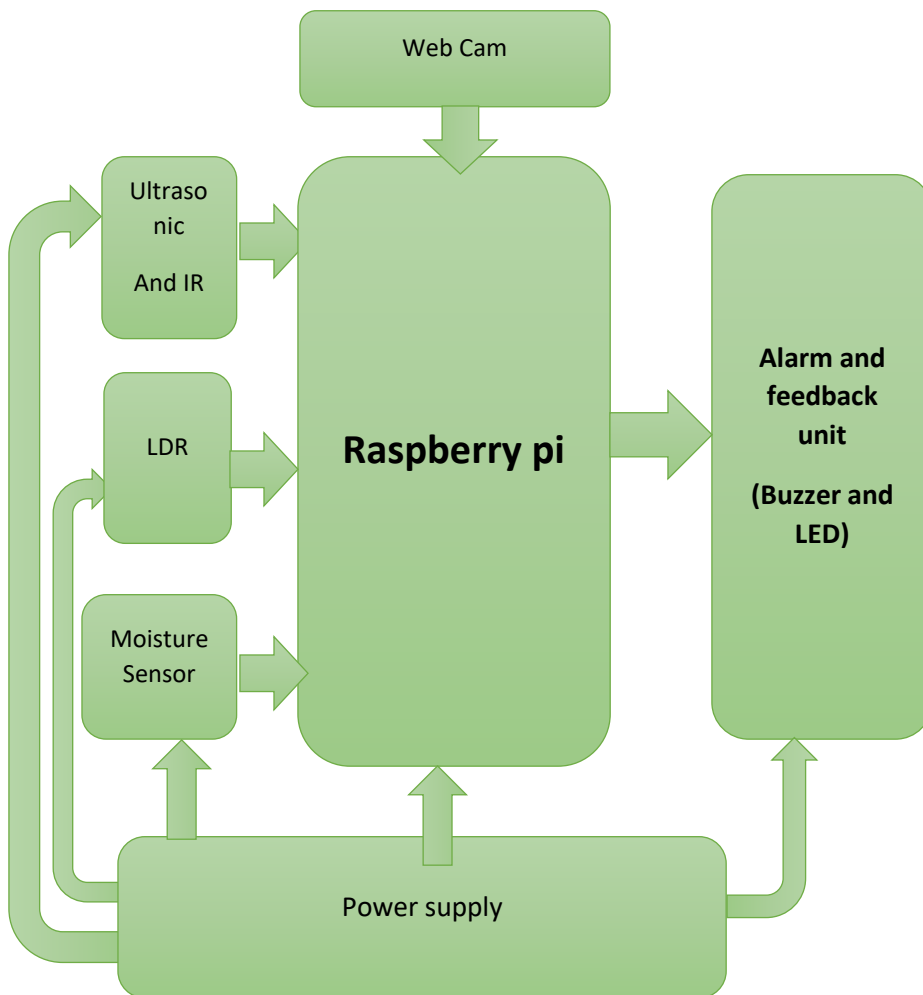 Web Cam
Ultraso
nic
And IR
LDR
Moisture
Sensor
Raspberry pi
Alarm and
feedback
unit
(Buzzer and
LED)
Power supply